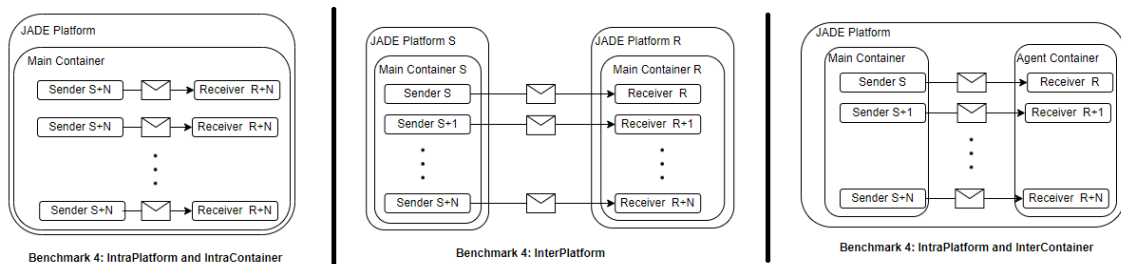 JADE Platform
Main Container
Sender S+N Receiver R+N
Sender S+N Receiver R+N
Sender S+N Receiver R+N
Benchmark 4: IntraPlatform and IntraContainer
JADE Platform S JADE Platform R
Main Container S Main Container R
Sender S Receiver R
Sender S+1 Receiver R+1
Sender S+N Receiver R+N
Benchmark 4: InterPlatform
JADE Platform
Main Container Agent Container
Sender S Receiver R
Sender S+1 Receiver R+1
Sender S+N Receiver R+N
Benchmark 4: IntraPlatform and InterContainer